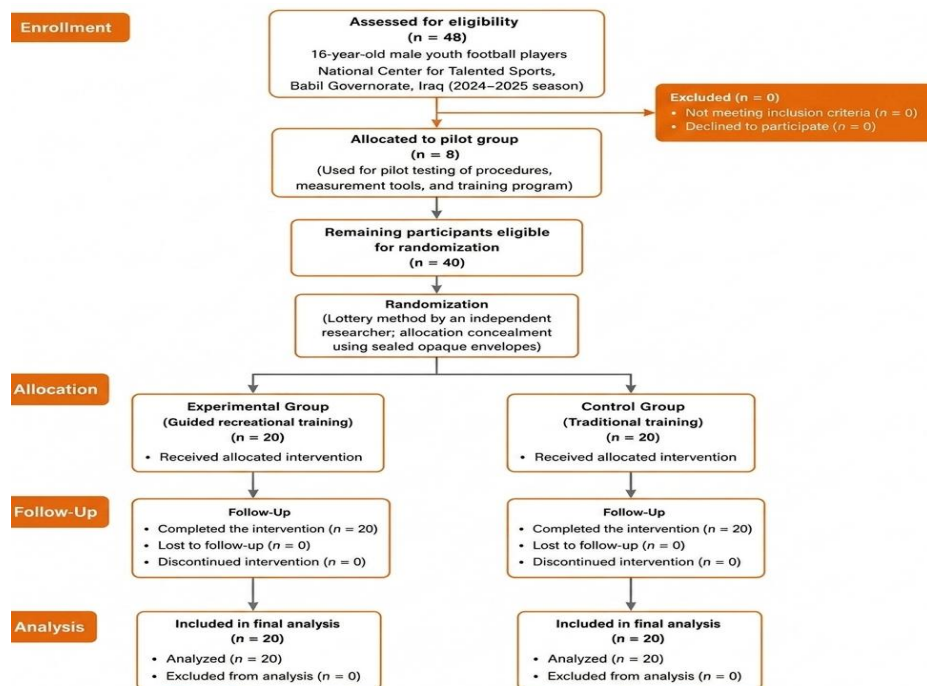 Enrollment
Assessed for eligibility
(n = 48)
16-year-old male youth football players
National Center for Talented Sports,
Babil Governorate, Iraq (2024–2025 season)
Excluded (n = 0)
• Not meeting inclusion criteria (n = 0)
• Declined to participate (n = 0)
Allocated to pilot group
(n = 8)
(Used for pilot testing of procedures,
measurement tools, and training program)
Remaining participants eligible
for randomization
(n = 40)
Randomization
(Lottery method by an independent
researcher; allocation concealment
using sealed opaque envelopes)
Allocation
Experimental Group
(Guided recreational training)
(n = 20)
• Received allocated intervention
Control Group
(Traditional training)
(n = 20)
• Received allocated intervention
Follow-Up
Follow-Up
• Completed the intervention (n = 20)
• Lost to follow-up (n = 0)
• Discontinued intervention (n = 0)
Follow-Up
• Completed the intervention (n = 20)
• Lost to follow-up (n = 0)
• Discontinued intervention (n = 0)
Analysis
Included in final analysis
(n = 20)
• Analyzed (n = 20)
• Excluded from analysis (n = 0)
Included in final analysis
(n = 20)
• Analyzed (n = 20)
• Excluded from analysis (n = 0)